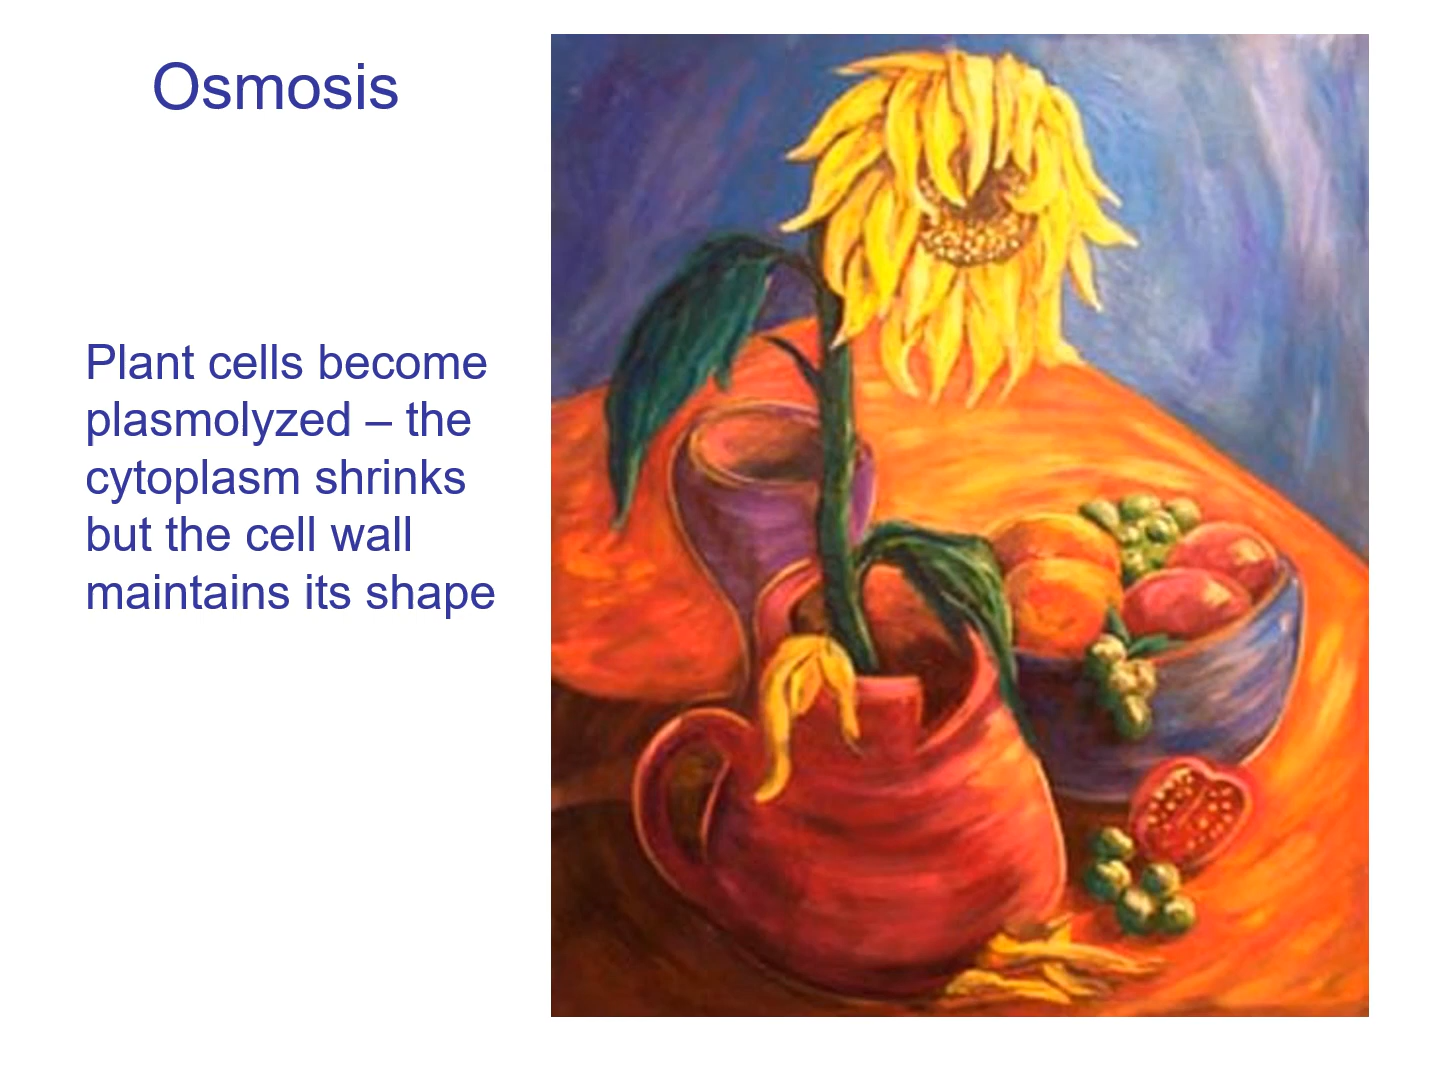 Osmosis
Plant cells become
plasmolyzed – the
cytoplasm shrinks
but the cell wall
maintains its shape